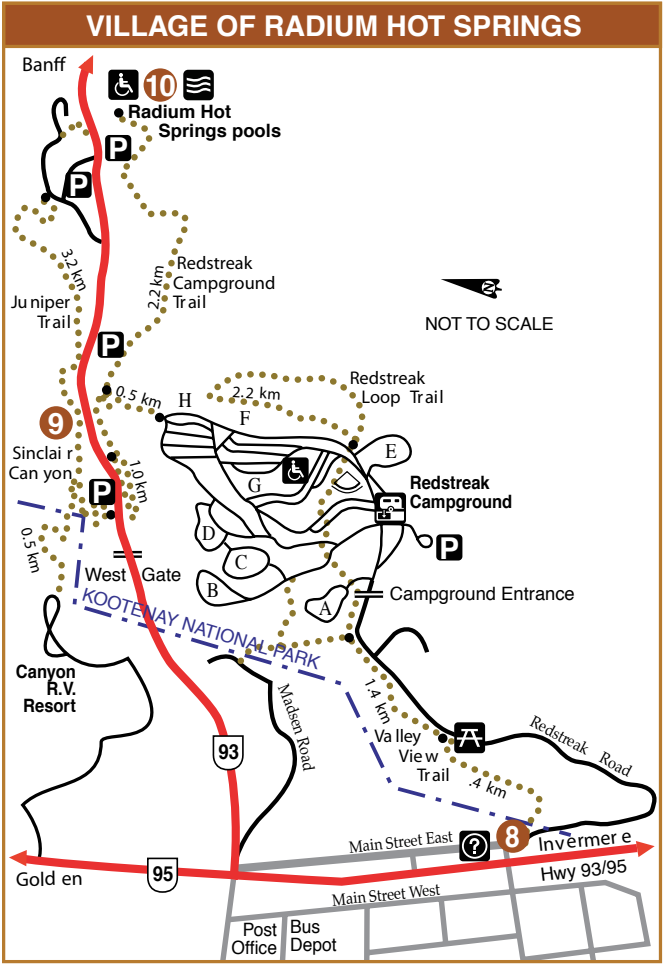 VILLAGE OF RADIUM HOT SPRINGS
Banff
10
Radium Hot
Springs pools
P
P
3.2 km
2.2 km
Redstreak
Campground
Trail
Juniper
Trail
N
NOT TO SCALE
P
0.5 km
H
F
2.2 km
Redstreak
Loop Trail
9
Sinclair
Canyon
1.0 km
P
E
G
Redstreak
Campground
D
C
B
A
P
0.5 km
West Gate
Campground Entrance
KOOTENAY NATIONAL PARK
Canyon
R.V.
Resort
Madsen Road
1.4 km
Valley
View
Trail
.4 km
Redstreak Road
93
Main Street East
?
8
Invermere
Golden
95
Hwy 93/95
Main Street West
Post
Office
Bus
Depot